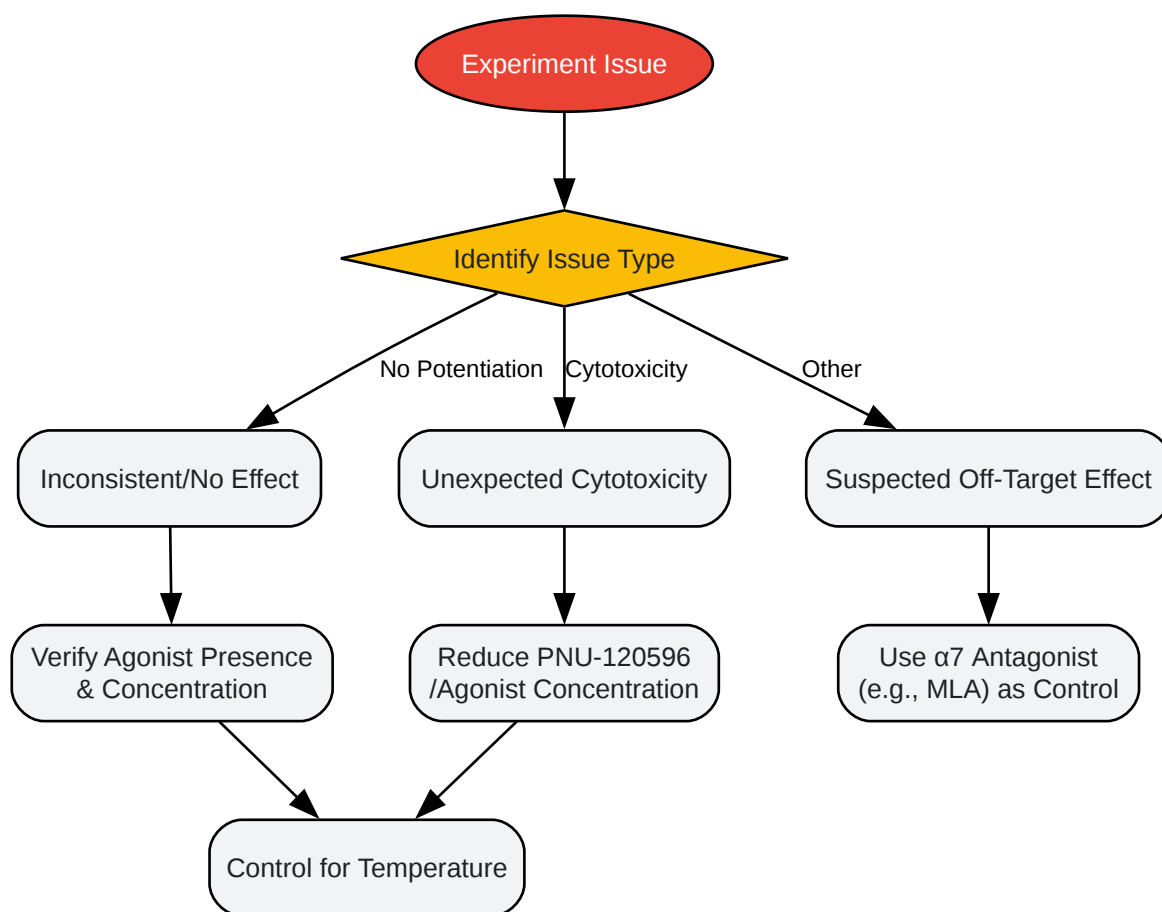 Experiment Issue
Identify Issue Type
No Potentiation
Cytotoxicity
Other
Inconsistent/No Effect
Unexpected Cytotoxicity
Suspected Off-Target Effect
Verify Agonist Presence
& Concentration
Reduce PNU-120596
/Agonist Concentration
Use α7 Antagonist
(e.g., MLA) as Control
Control for Temperature